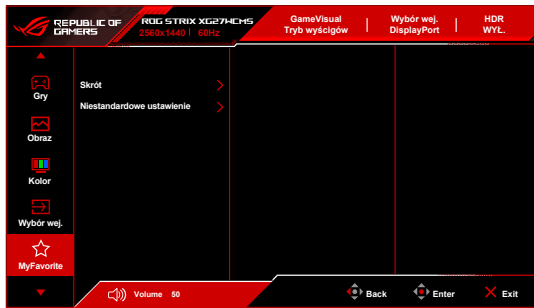 REPUBLIC OF
GAMERS
ROG STRIX XG27WCMS
2560x1440 | 60Hz
GameVisual
Tryb wyścigów
Wybór wej.
DisplayPort
HDR
WYŁ.
Gry
Obraz
Kolor
Wybór wej.
MyFavorite
Skrót
Niestandardowe ustawienie
Volume 50
Back
Enter
Exit